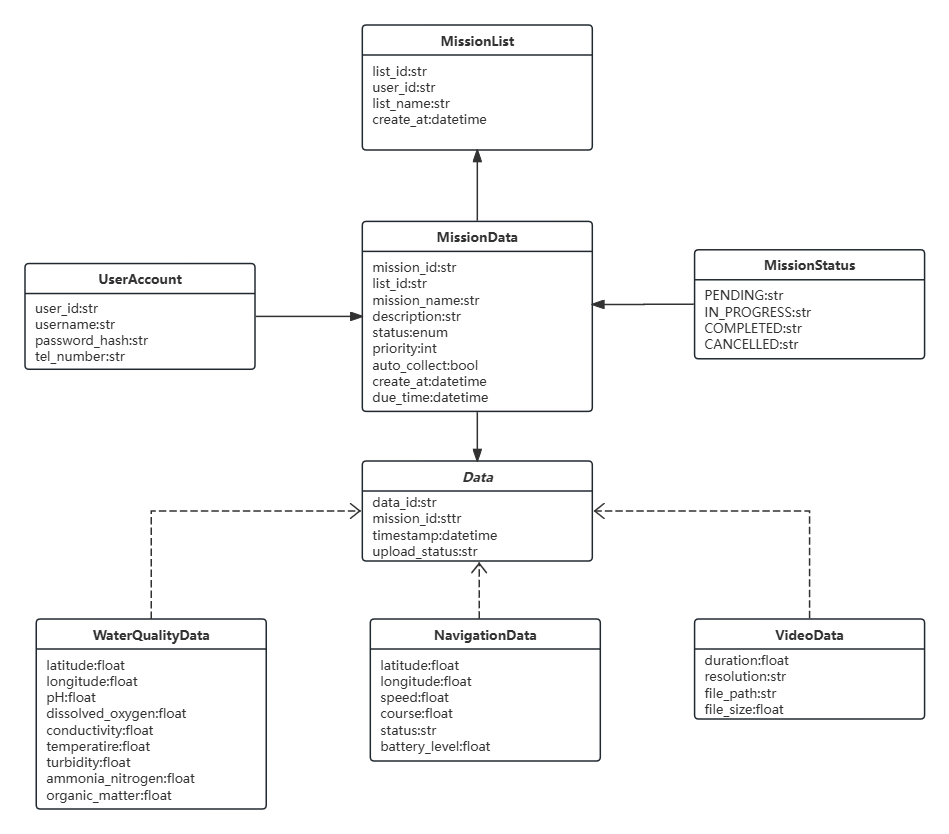 MissionList
list_id:str
user_id:str
list_name:str
create_at:datetime
MissionData
mission_id:str
list_id:str
mission_name:str
description:str
status:enum
priority:int
auto_collect:bool
create_at:datetime
due_time:datetime
UserAccount
user_id:str
username:str
password_hash:str
tel_number:str
MissionStatus
PENDING:str
IN_PROGRESS:str
COMPLETED:str
CANCELLED:str
Data
data_id:str
mission_id:sttr
timestamp:datetime
upload_status:str
WaterQualityData
latitude:float
longitude:float
pH:float
dissolved_oxygen:float
conductivity:float
temperatire:float
turbidity:float
ammonia_nitrogen:float
organic_matter:float
NavigationData
latitude:float
longitude:float
speed:float
course:float
status:str
battery_level:float
VideoData
duration:float
resolution:str
file_path:str
file_size:float